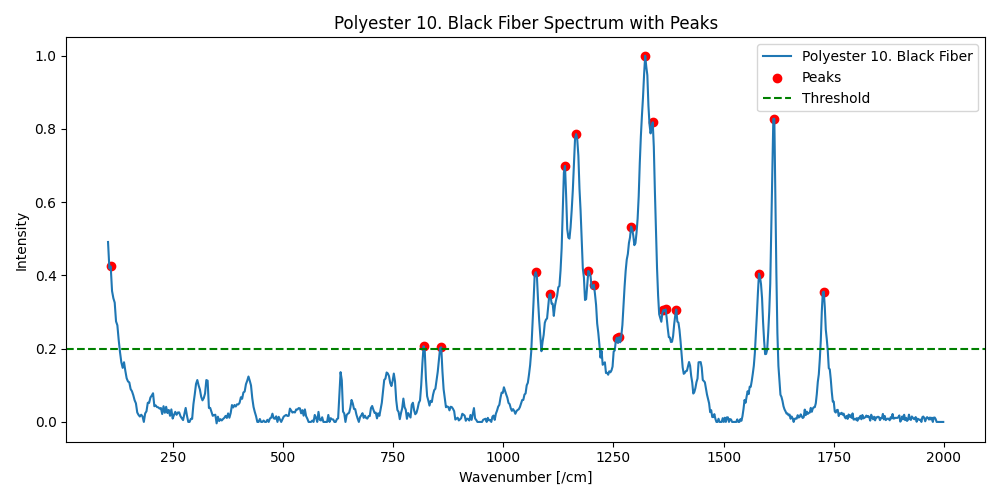 Polyester 10. Black Fiber Spectrum with Peaks
Polyester 10. Black Fiber
Peaks
Threshold
Intensity
1.0
0.8
0.6
0.4
0.2
0.0
250 500 750 1000 1250 1500 1750 2000
Wavenumber [/cm]